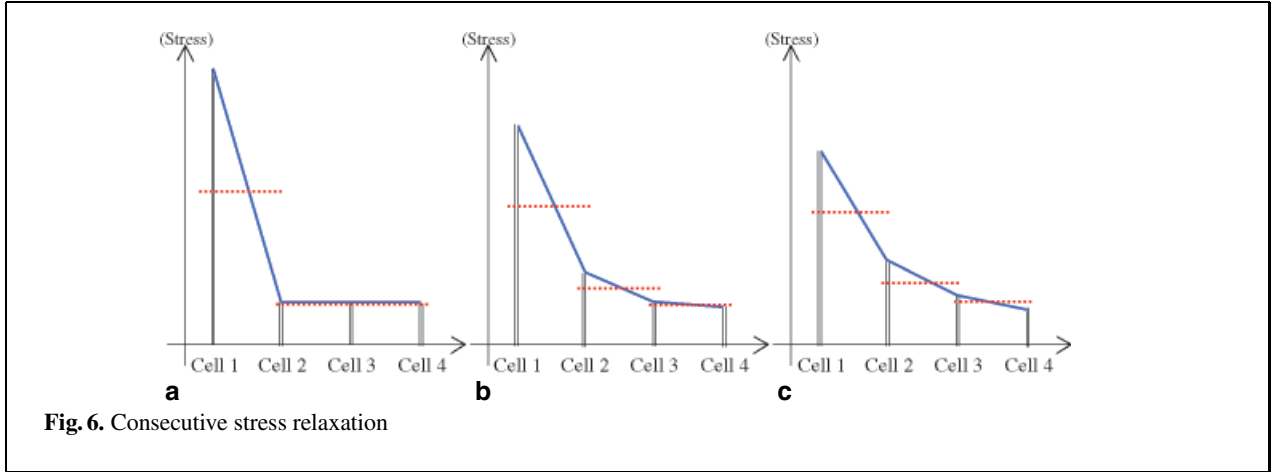 (Stress) (Stress) (Stress)
Cell 1 Cell 2 Cell 3 Cell 4 Cell 1 Cell 2 Cell 3 Cell 4 Cell 1 Cell 2 Cell 3 Cell 4
a b c
Fig. 6. Consecutive stress relaxation